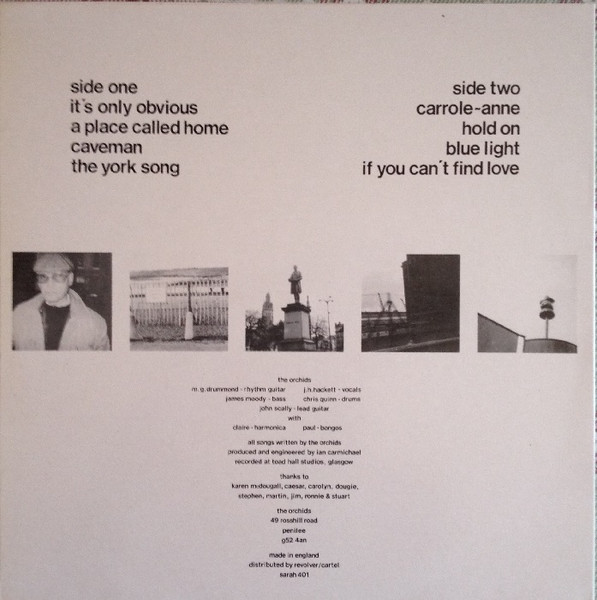 side one
it's only obvious
a place called home
caveman
the york song
side two
carrole-anne
hold on
blue light
if you can't find love
the orchids
m.g.drummond - rhythm guitar j.h.hackett - vocals
james moody - bass chris quinn - drums
john scally - lead guitar
with
claire - harmonica paul - bongos
all songs written by the orchids
produced and engineered by ian carmichael
recorded at toad hall studios, glasgow
thanks to
karen mcdougall, caesar, carolyn, dougie,
stephen, martin, jim, ronnie & stuart
the orchids
49 rosshill road
penilee
g52 4an
made in england
distributed by revolver/cartel
sarah 401